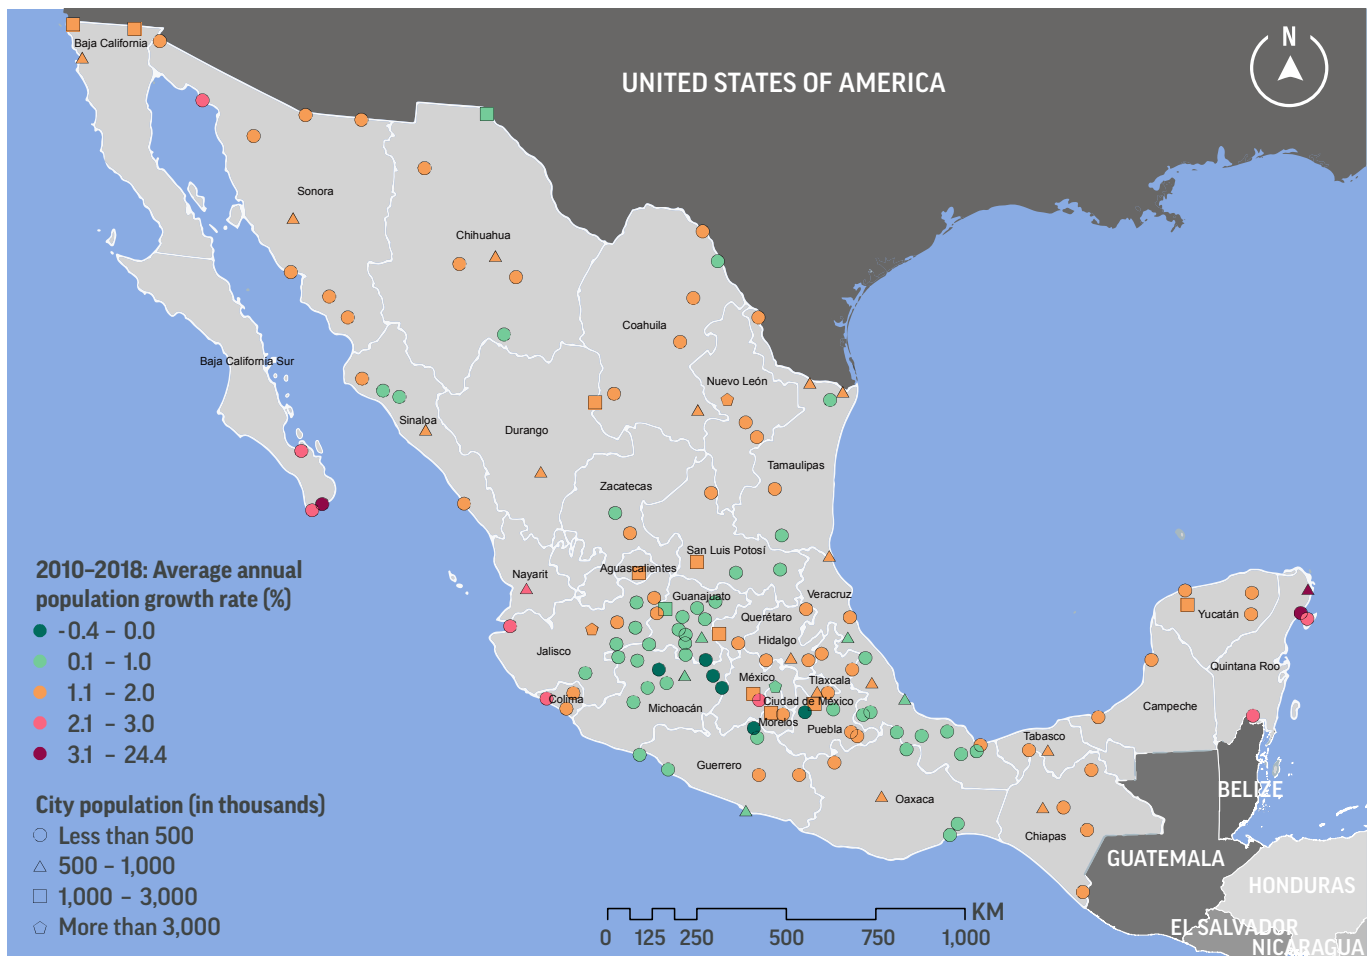 N
UNITED STATES OF AMERICA
Baja California
Sonora
Chihuahua
Coahuila
Baja California Sur
Nuevo León
Sinaloa
Durango
Tamaulipas
Zacatecas
San Luis Potosí
Aguascalientes
Nayarit
Guanajuato
Veracruz
Querétaro
Yucatán
Hidalgo
Jalisco
Quintana Roo
México
Tlaxcala
Colima
Ciudad de México
Michoacán
Campeche
Morelos
Puebla
Tabasco
Guerrero
Oaxaca
Chiapas
BELIZE
GUATEMALA
HONDURAS
EL SALVADOR
NICARAGUA
2010–2018: Average annual
population growth rate (%)
-0.4 – 0.0
0.1 – 1.0
1.1 – 2.0
2.1 – 3.0
3.1 – 24.4
City population (in thousands)
Less than 500
500 – 1,000
1,000 – 3,000
More than 3,000
KM
0 125 250 500 750 1,000